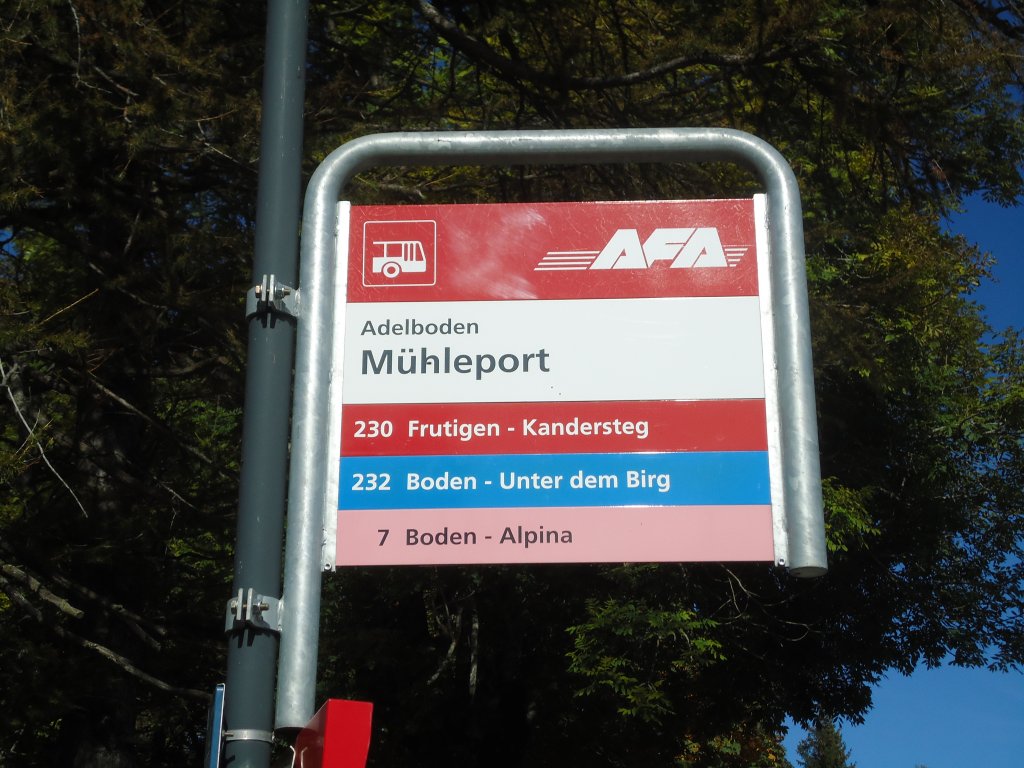 AFA
Adelboden
Mühleport
230 Frutigen - Kandersteg
232 Boden - Unter dem Birg
7 Boden - Alpina